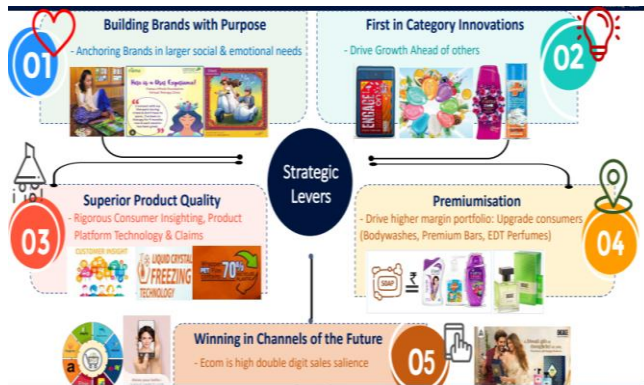 Building Brands with Purpose
- Anchoring Brands in larger social & emotional needs
01
First in Category Innovations
- Drive Growth Ahead of others
02
ENGAGE
Strategic
Levers
Superior Product Quality
- Rigorous Consumer Insighting, Product
Platform Technology & Claims
03
CUSTOMER INSIGHT
LIQUID CRYSTAL
FREEZING
TECHNOLOGY
70%
Premiumisation
- Drive higher margin portfolio: Upgrade consumers
(Bodywashes, Premium Bars, EDT Perfumes)
04
SOAP
=
₹
Winning in Channels of the Future
- Ecom is high double digit sales salience
05
a